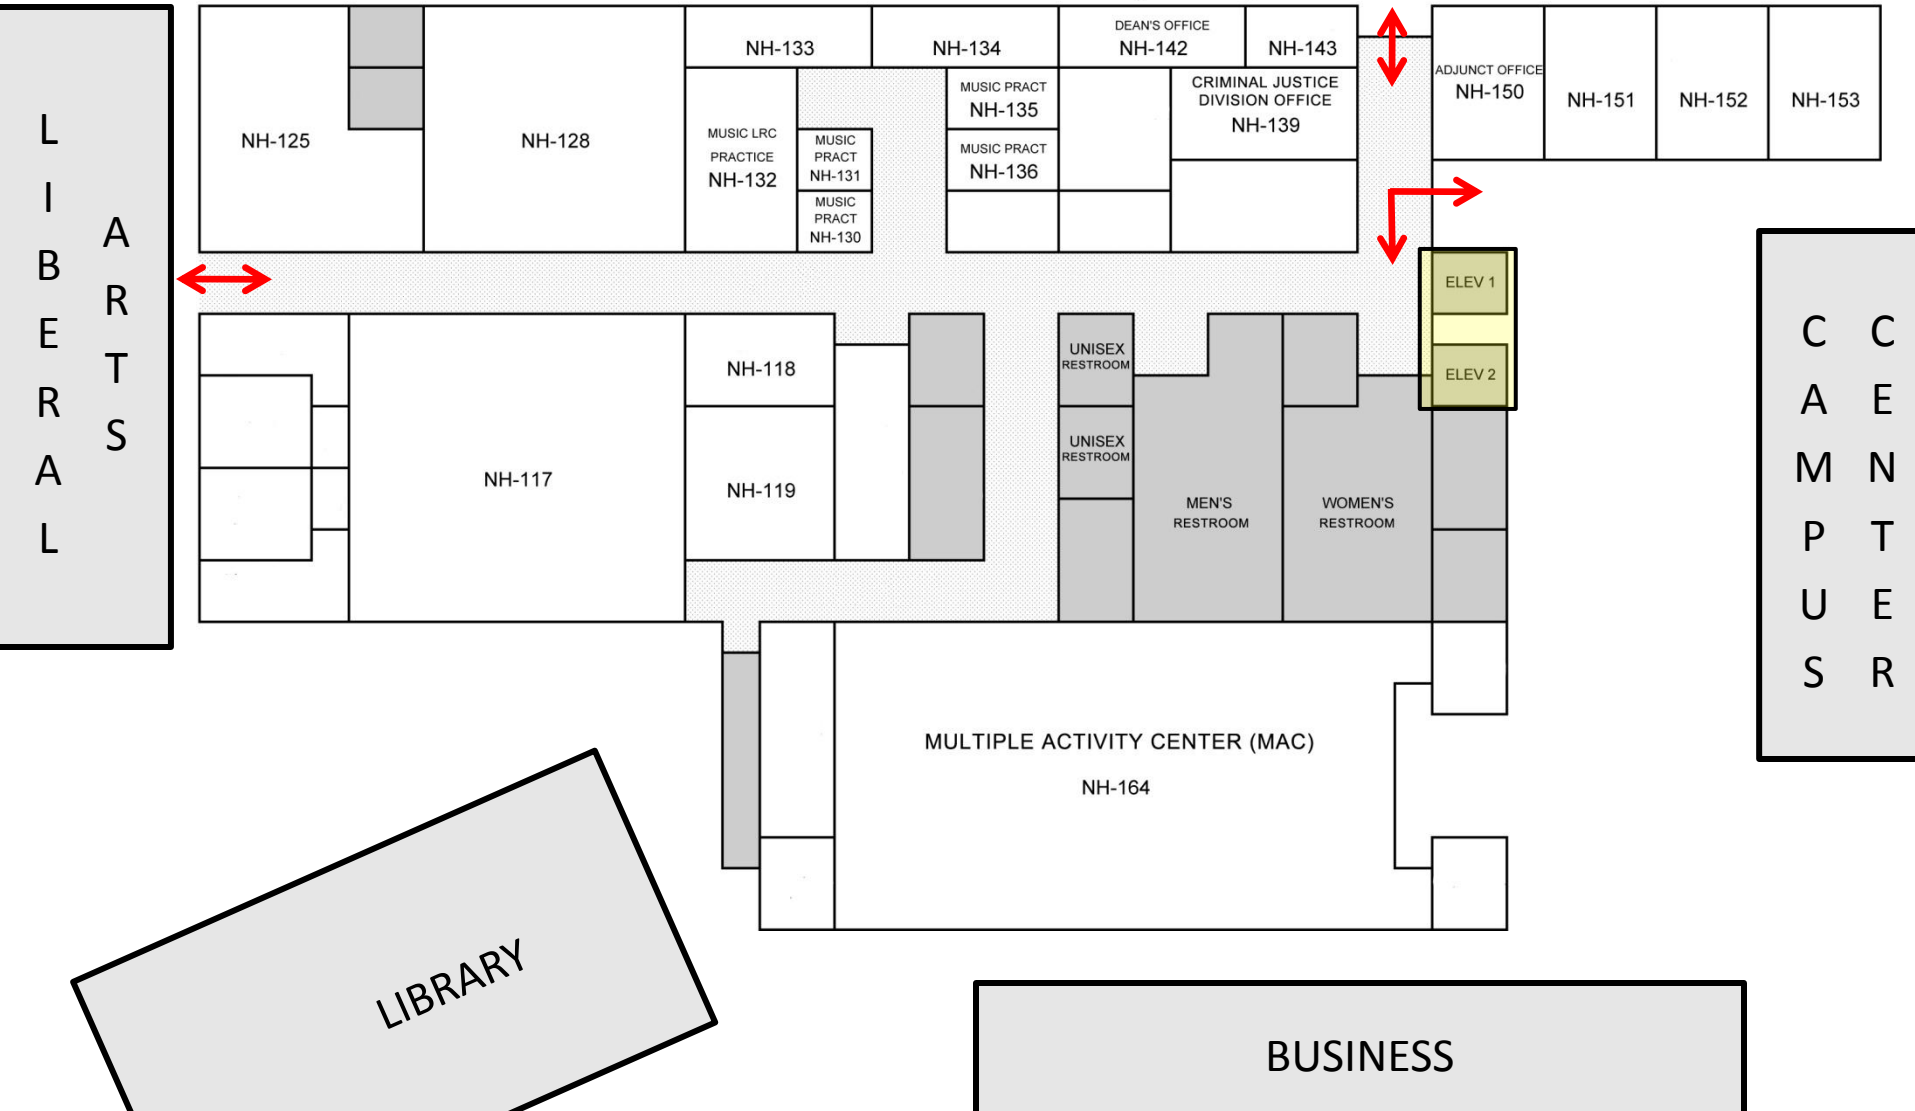 LIBERAL
ARTS
NH-125
NH-128
NH-133
NH-134
DEAN'S OFFICE
NH-142
NH-143
MUSIC LRC
PRACTICE
NH-132
MUSIC
PRACT
NH-131
MUSIC
PRACT
NH-130
MUSIC PRACT
NH-135
MUSIC PRACT
NH-136
CRIMINAL JUSTICE
DIVISION OFFICE
NH-139
ADJUNCT OFFICE
NH-150
NH-151
NH-152
NH-153
ELEV 1
ELEV 2
CAMPUS
CENTER
NH-117
NH-118
NH-119
UNISEX
RESTROOM
UNISEX
RESTROOM
MEN'S
RESTROOM
WOMEN'S
RESTROOM
MULTIPLE ACTIVITY CENTER (MAC)
NH-164
LIBRARY
BUSINESS